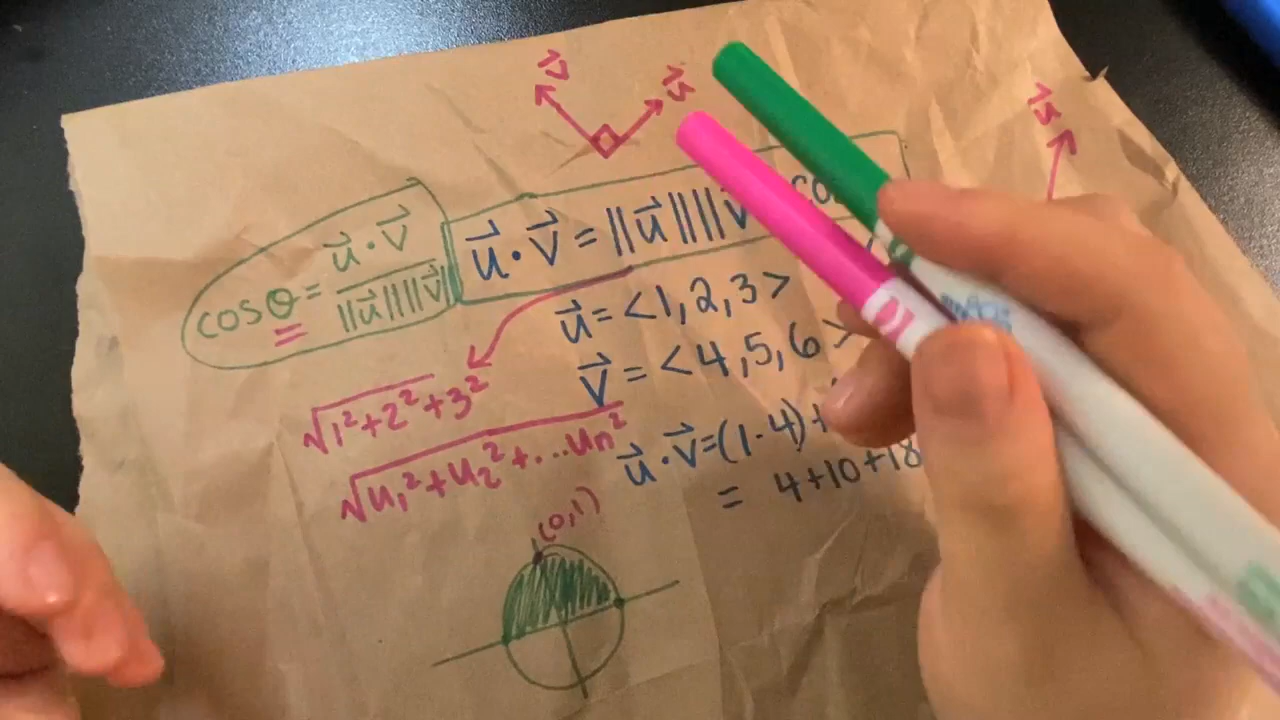 v⃗
u⃗
u⃗
u⃗·v⃗ = ||u⃗|| ||v⃗
cosθ = u⃗·v⃗ / ||u⃗|| ||v⃗||
u⃗ = <1,2,3>
v⃗ = <4,5,6>
√1²+2²+3²
√u₁²+u₂²+...un²
u⃗·v⃗=(1·4)+
= 4+10+18
(0,1)